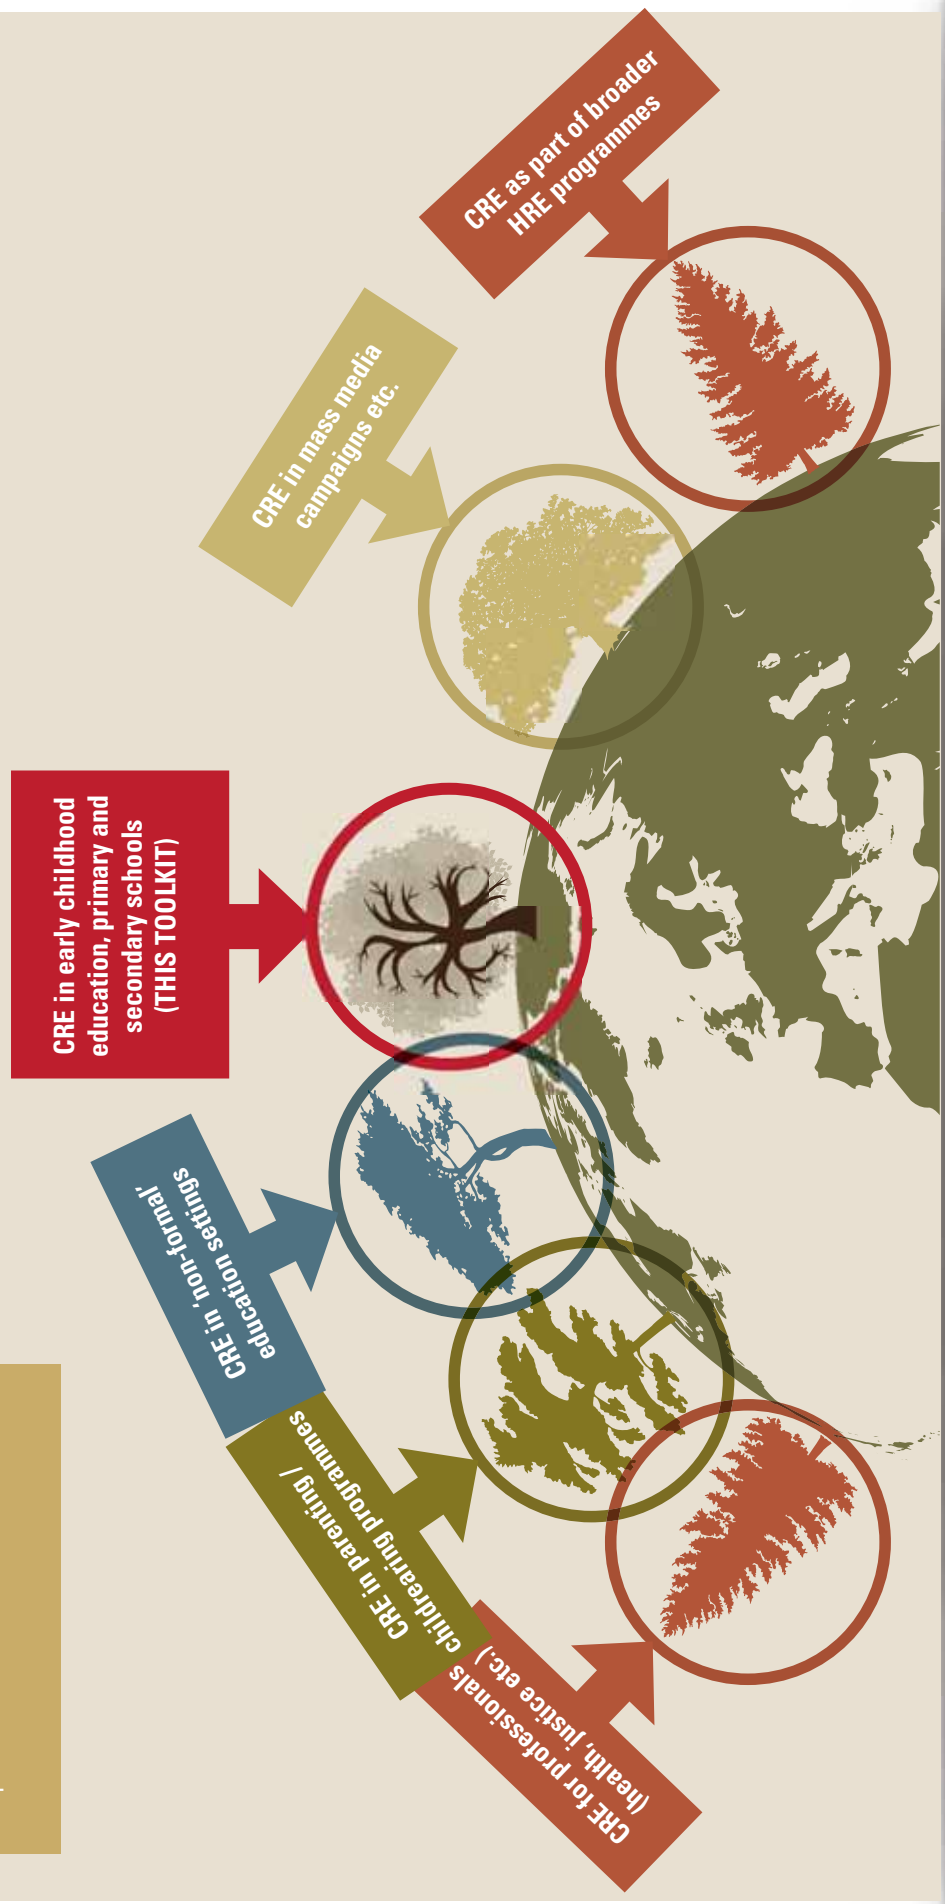 CRE for professionals
(health, justice etc.)
CRE in parenting /
childrearing programmes
CRE in 'non-formal'
education settings
CRE in early childhood
education, primary and
secondary schools
(THIS TOOLKIT)
CRE in mass media
campaigns etc.
CRE as part of broader
HRE programmes